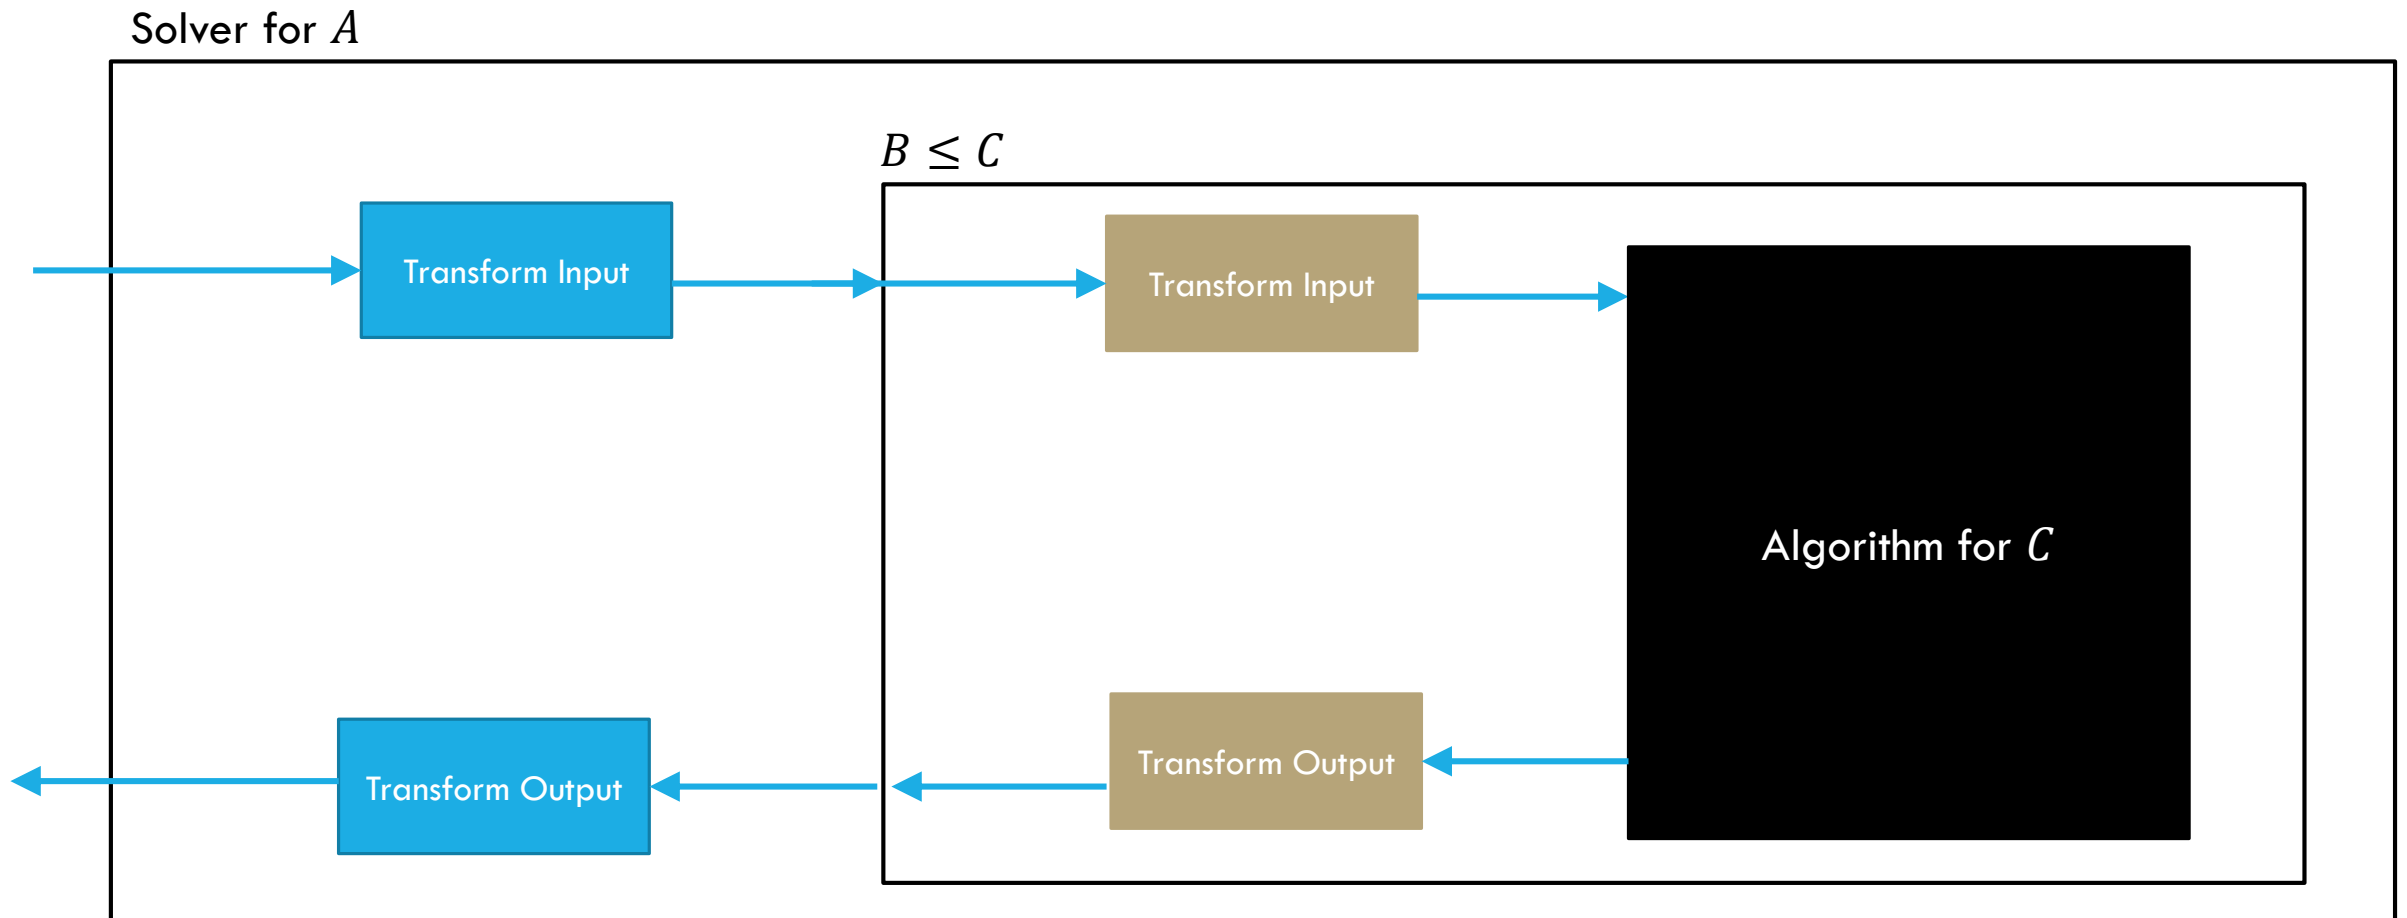 Solver for A
B ≤ C
Transform Input
Transform Input
Algorithm for C
Transform Output
Transform Output